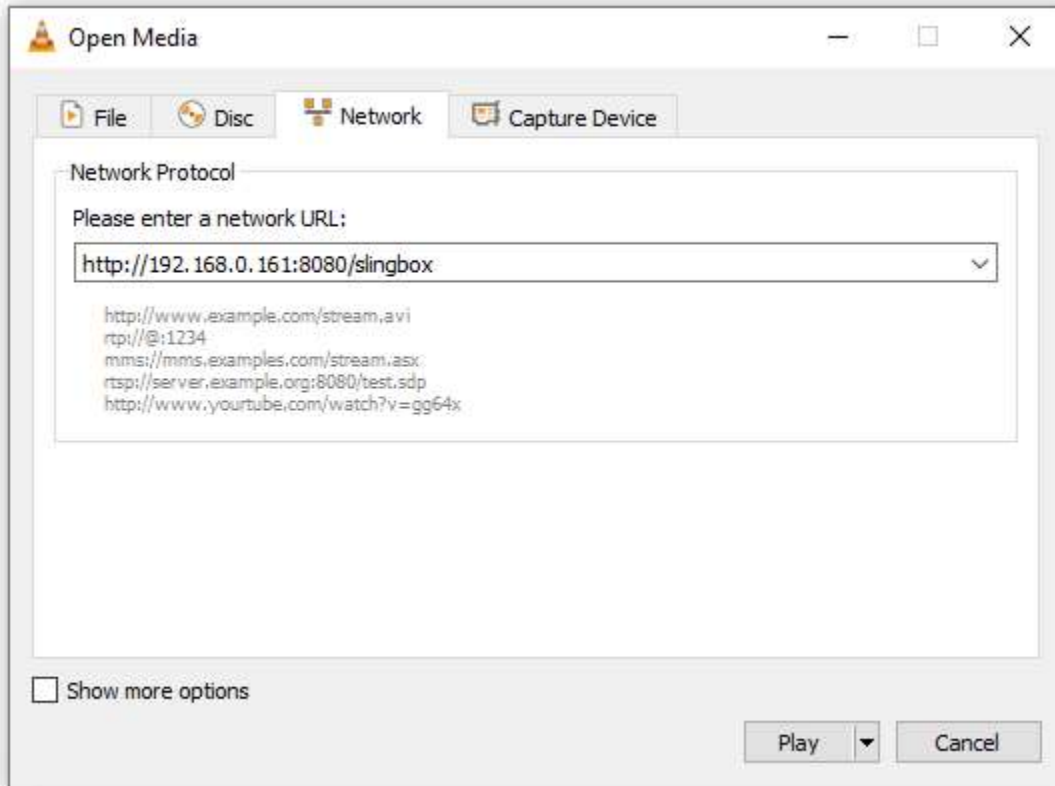 Open Media
File
Disc
Network
Capture Device
Network Protocol
Please enter a network URL:
http://192.168.0.161:8080/slingbox
http://www.example.com/stream.avi
rtp://@:1234
mms://mms.examples.com/stream.asx
rtsp://server.example.org:8080/test.sdp
http://www.yourtube.com/watch?v=gg64x
Show more options
Play
Cancel